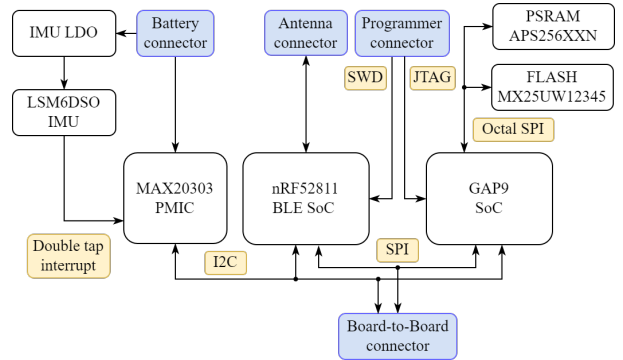 IMU LDO
Battery
connector
Antenna
connector
Programmer
connector
PSRAM
APS256XXN
SWD
JTAG
FLASH
MX25UW12345
LSM6DSO
IMU
Octal SPI
MAX20303
PMIC
nRF52811
BLE SoC
GAP9
SoC
Double tap
interrupt
I2C
SPI
Board-to-Board
connector